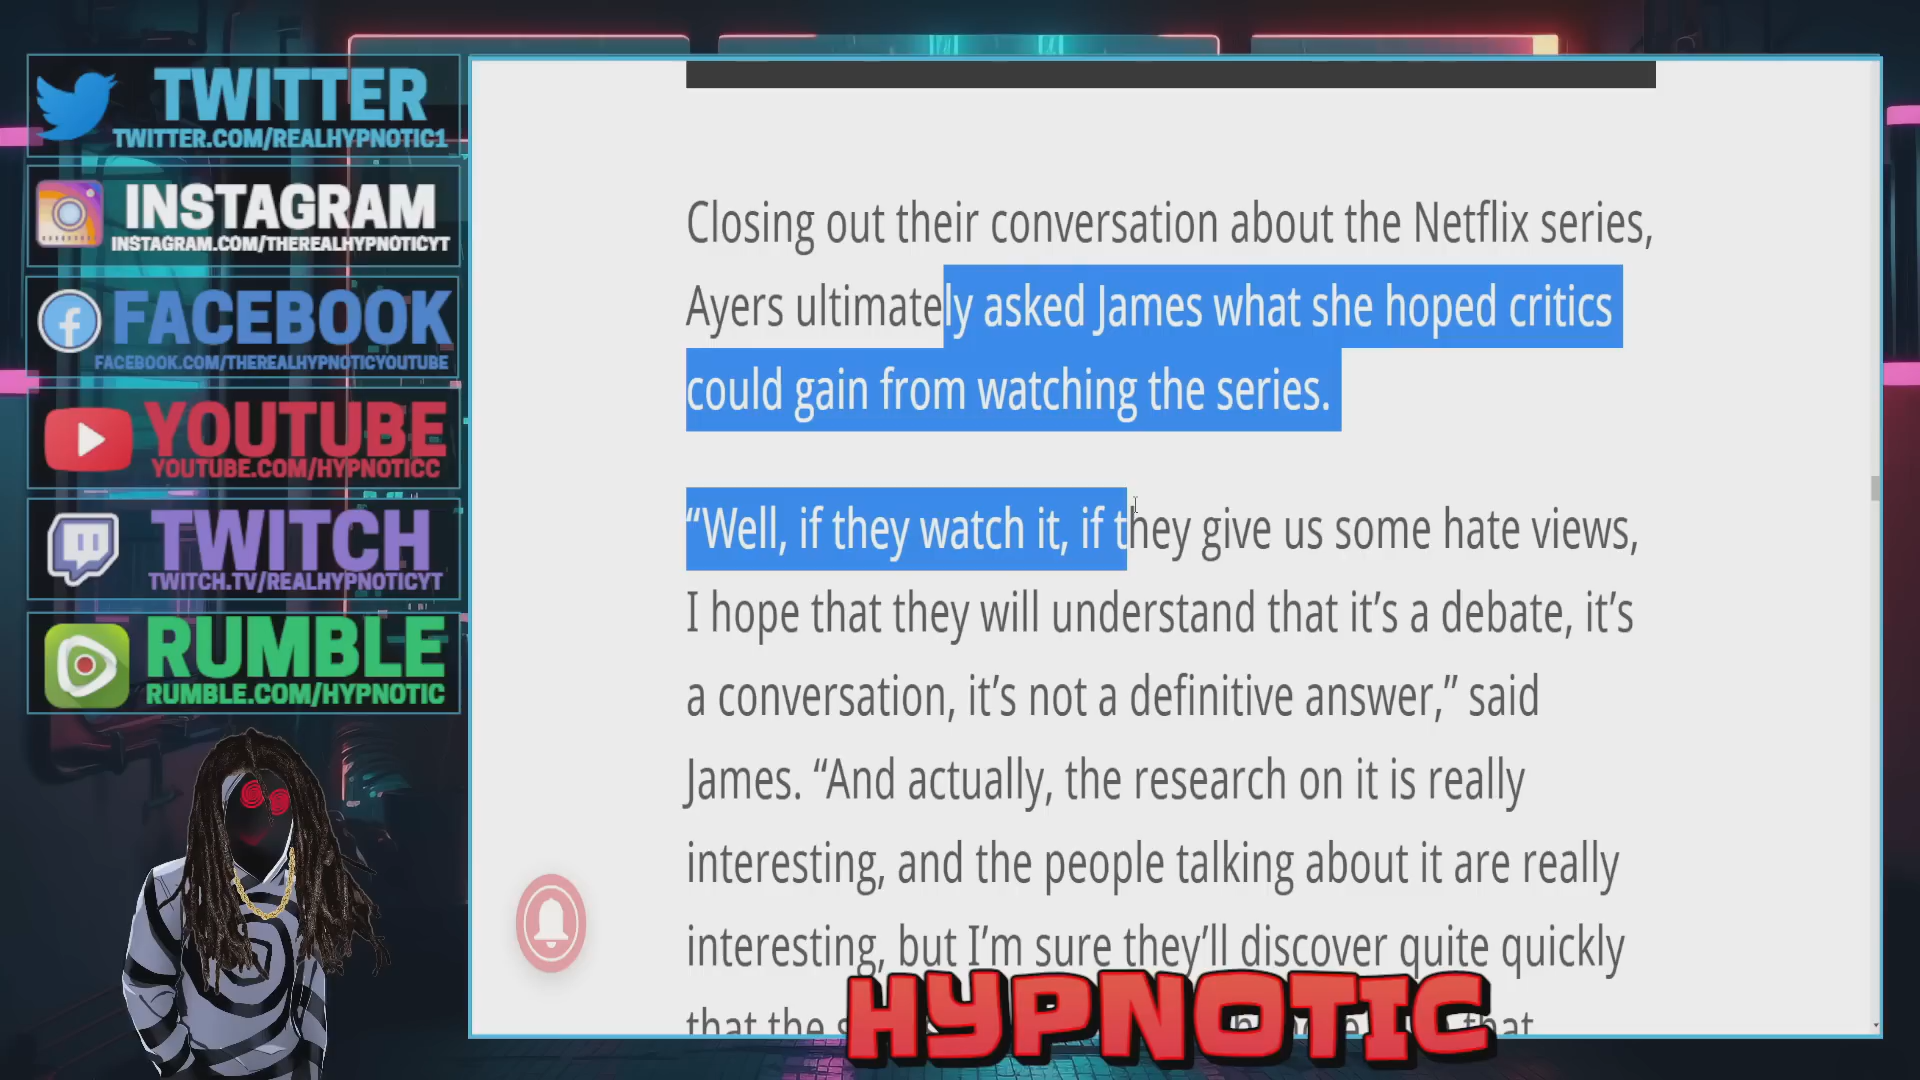 TWITTER
TWITTER.COM/REALHYPNOTIC1
INSTAGRAM
INSTAGRAM.COM/THEREALHYPNOTICYT
FACEBOOK
FACEBOOK.COM/THEREALHYPNOTICYOUTUBE
YOUTUBE
YOUTUBE.COM/HYPNOTICC
TWITCH
TWITCH.TV/REALHYPNOTICYT
RUMBLE
RUMBLE.COM/HYPNOTIC
Closing out their conversation about the Netflix series,
Ayers ultimately asked James what she hoped critics
could gain from watching the series.
“Well, if they watch it, if they give us some hate views,
I hope that they will understand that it’s a debate, it’s
a conversation, it’s not a definitive answer,” said
James. “And actually, the research on it is really
interesting, and the people talking about it are really
interesting, but I’m sure they’ll discover quite quickly
that the that
HYPNOTIC